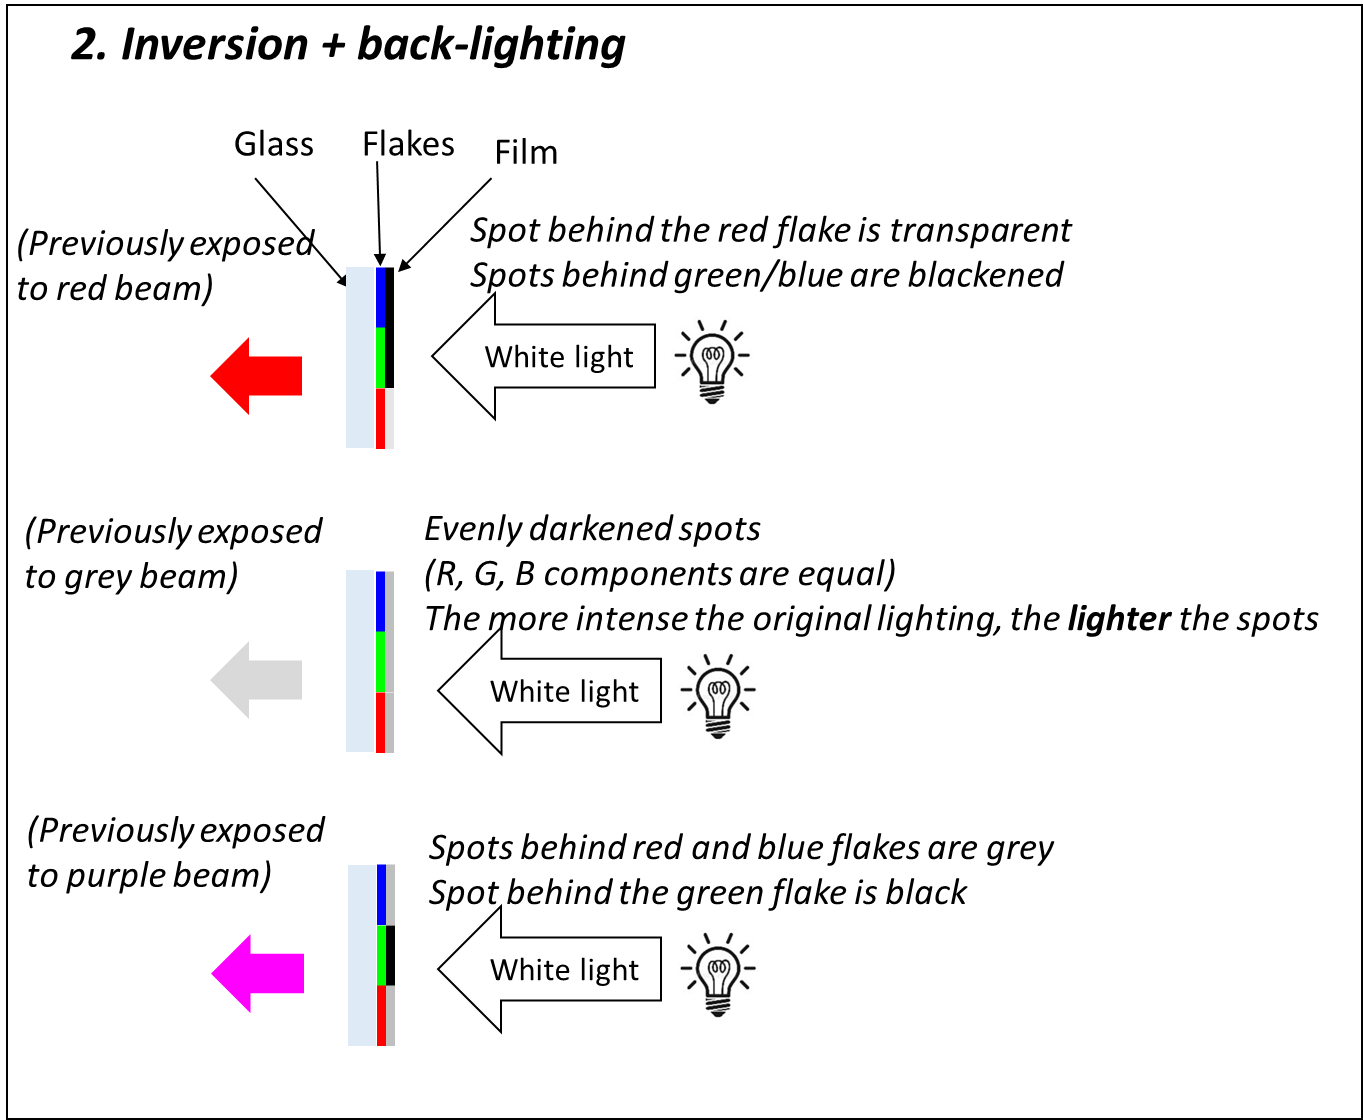 2. Inversion + back-lighting
Glass
Flakes
Film
(Previously exposed
to red beam)
Spot behind the red flake is transparent
Spots behind green/blue are blackened
White light
(Previously exposed
to grey beam)
Evenly darkened spots
(R, G, B components are equal)
The more intense the original lighting, the lighter the spots
White light
(Previously exposed
to purple beam)
Spots behind red and blue flakes are grey
Spot behind the green flake is black
White light